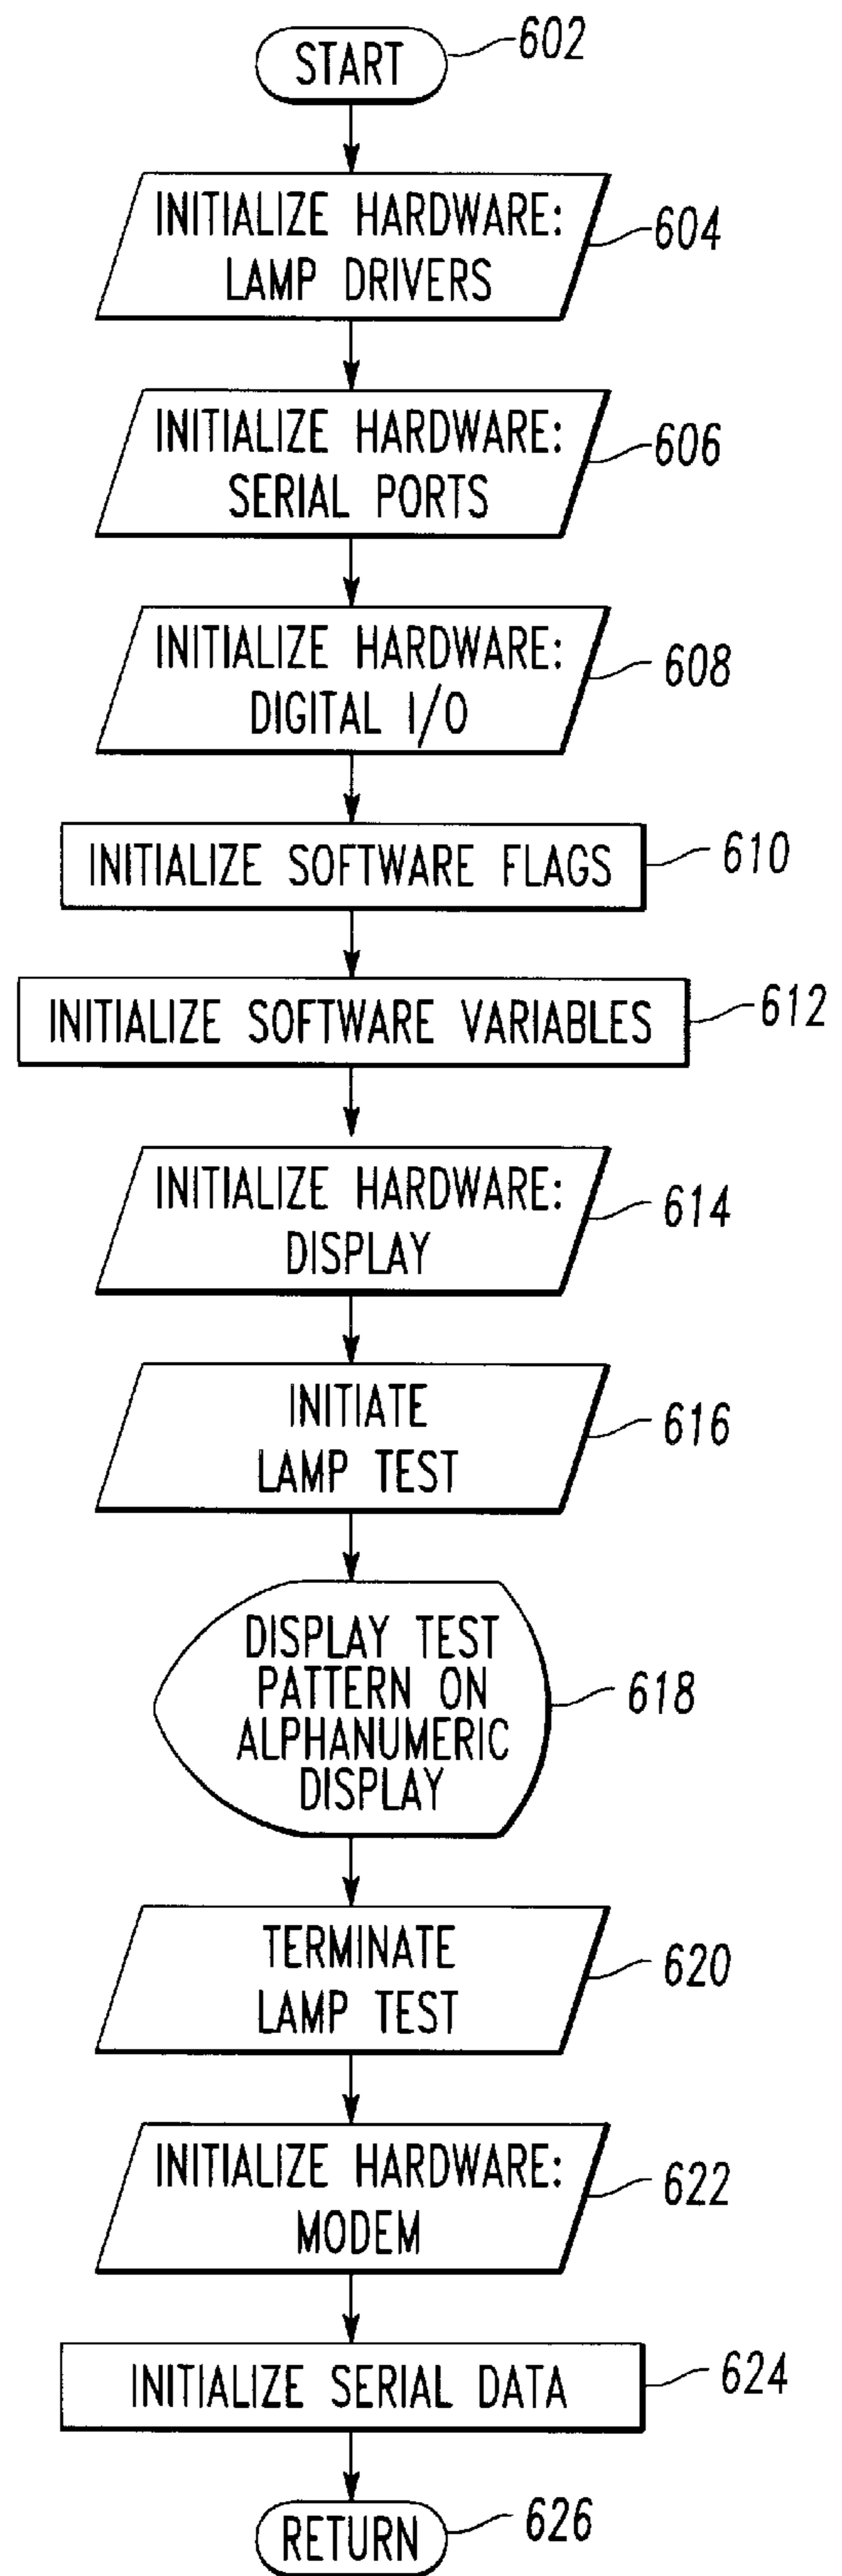 START
602
INITIALIZE HARDWARE:
LAMP DRIVERS
604
INITIALIZE HARDWARE:
SERIAL PORTS
606
INITIALIZE HARDWARE:
DIGITAL I/O
608
INITIALIZE SOFTWARE FLAGS
610
INITIALIZE SOFTWARE VARIABLES
612
INITIALIZE HARDWARE:
DISPLAY
614
INITIATE
LAMP TEST
616
DISPLAY TEST
PATTERN ON
ALPHANUMERIC
DISPLAY
618
TERMINATE
LAMP TEST
620
INITIALIZE HARDWARE:
MODEM
622
INITIALIZE SERIAL DATA
624
RETURN
626